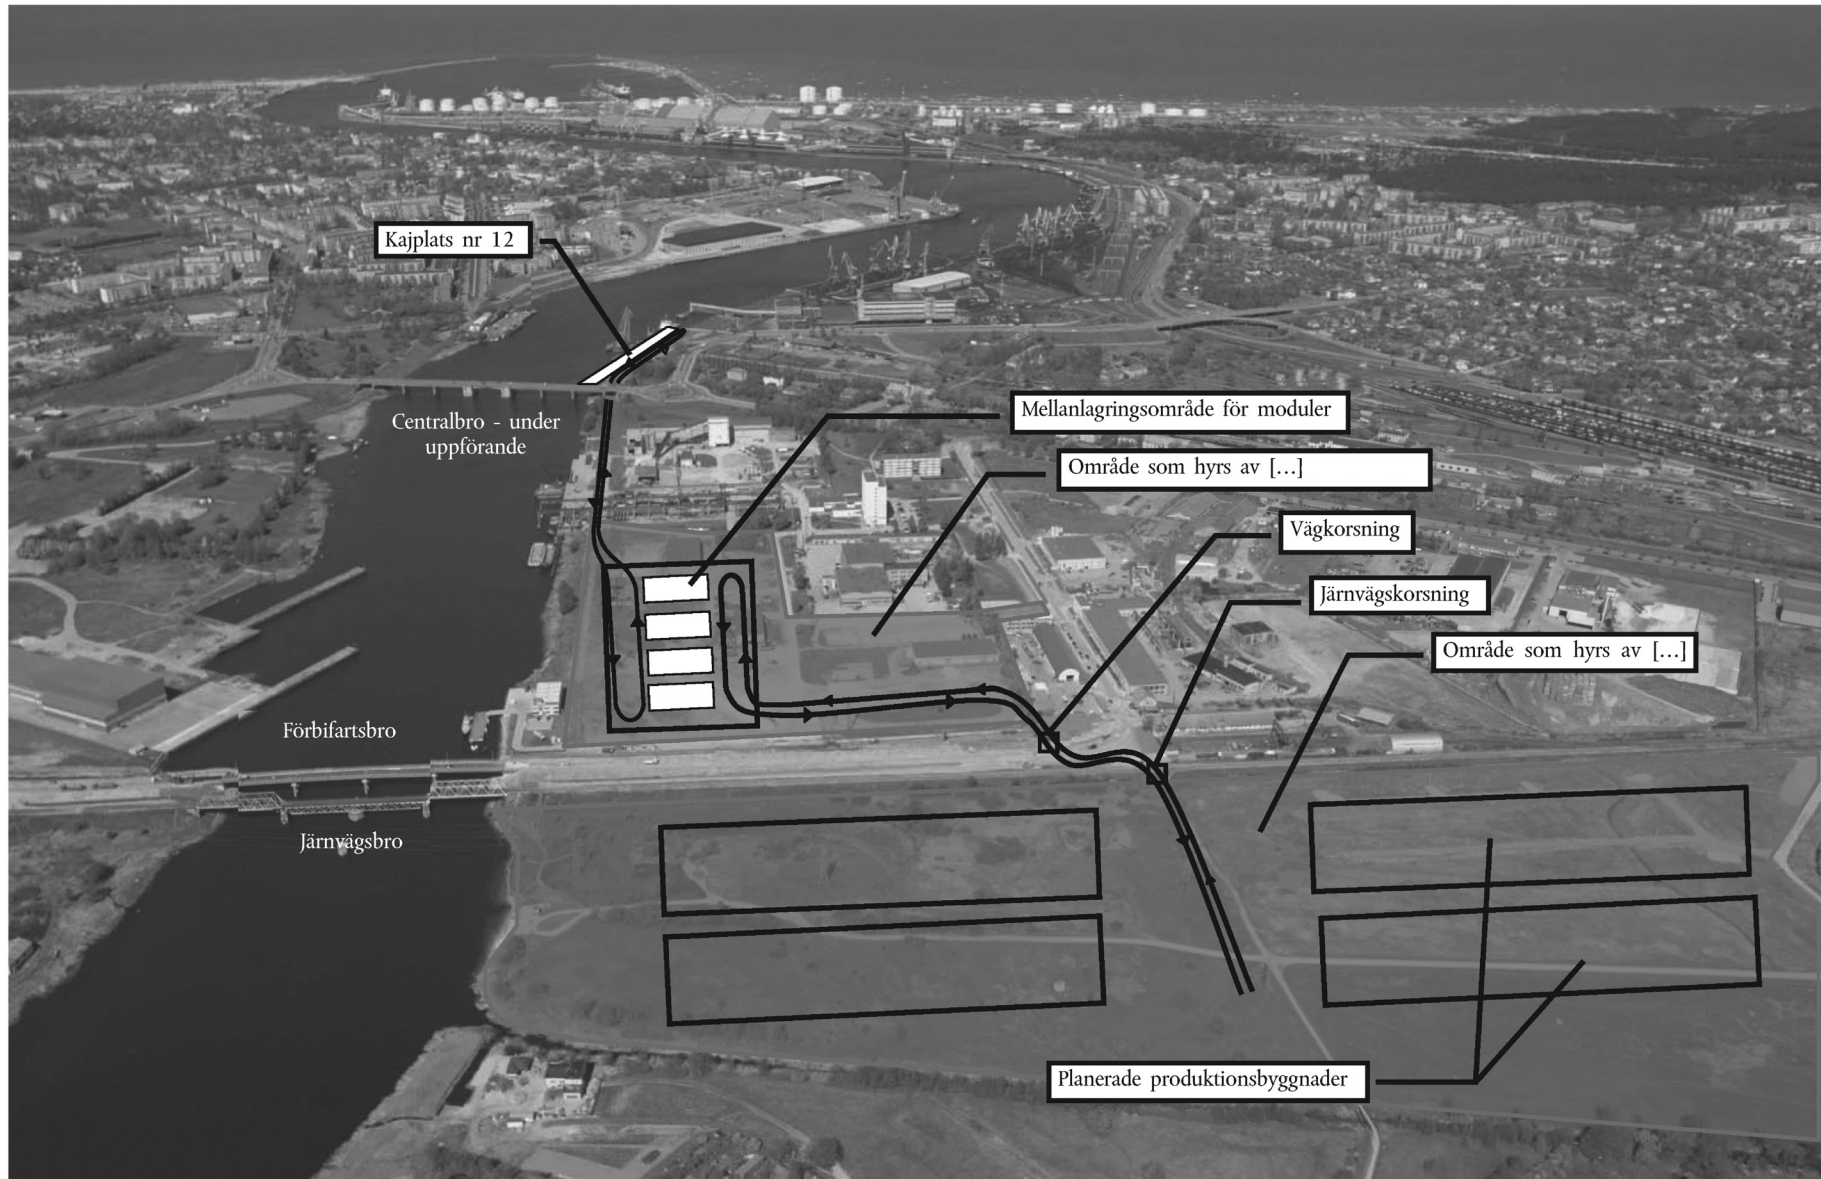 Kajplats nr 12
Centralbro - under
uppförande
Mellanlagringsområde för moduler
Område som hyrs av [...]
Vägkorsning
Järnvägskorsning
Område som hyrs av [...]
Förbifartsbro
Järnvägsbro
Planerade produktionsbyggnader